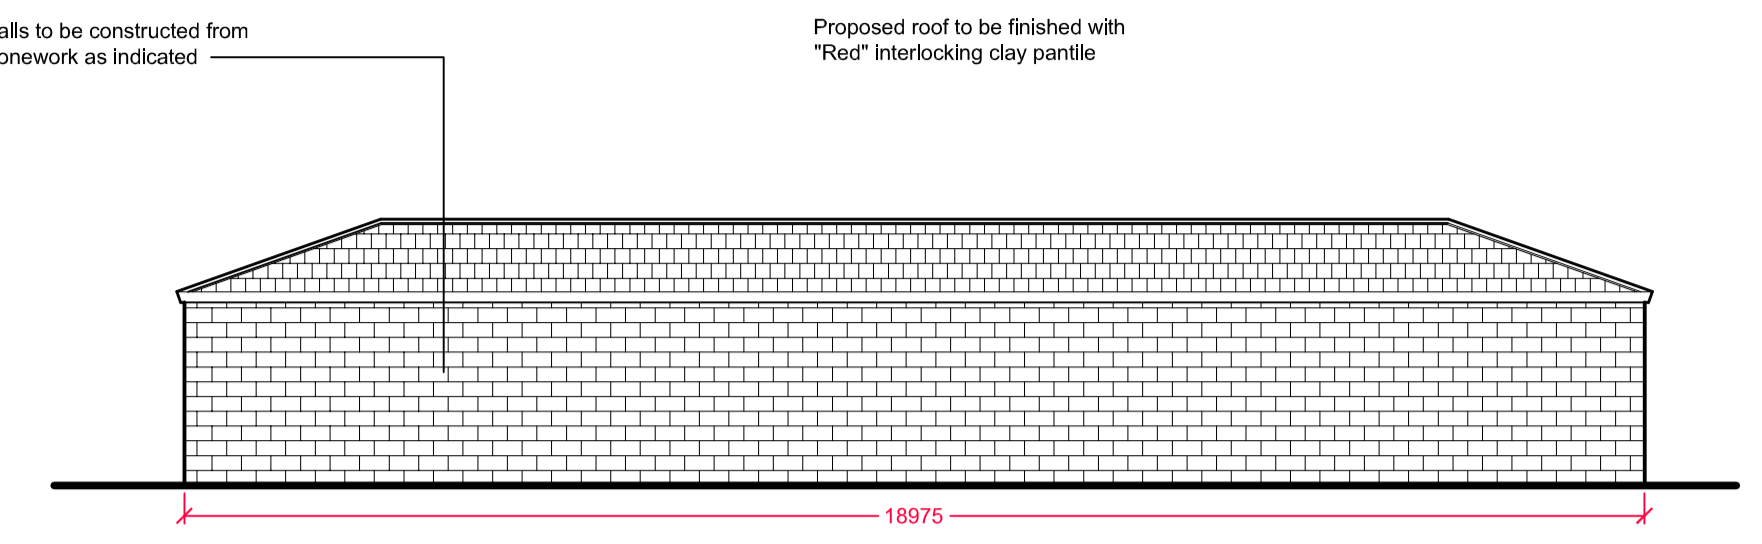 alls to be constructed from
onework as indicated
Proposed roof to be finished with
"Red" interlocking clay pantile
18975